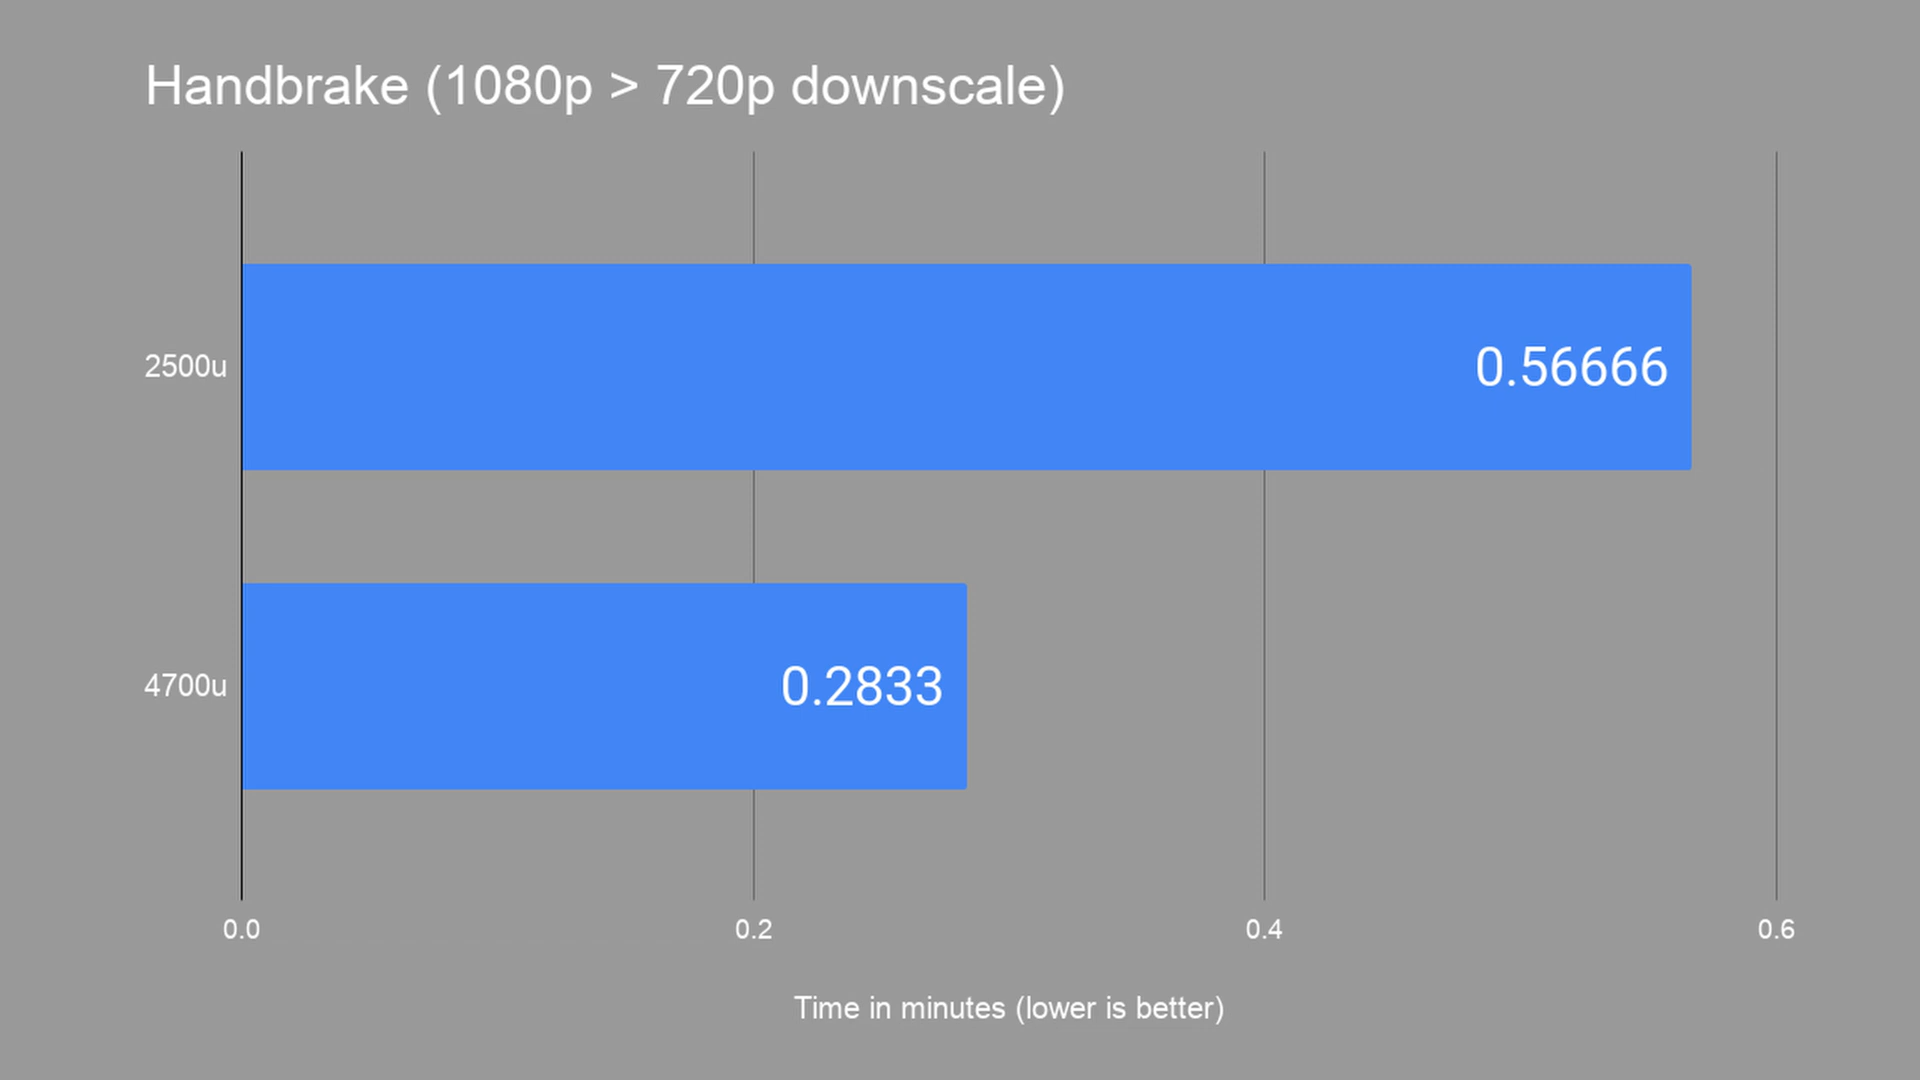 Handbrake (1080p > 720p downscale)
2500u
0.56666
4700u
0.2833
0.0 0.2 0.4 0.6
Time in minutes (lower is better)